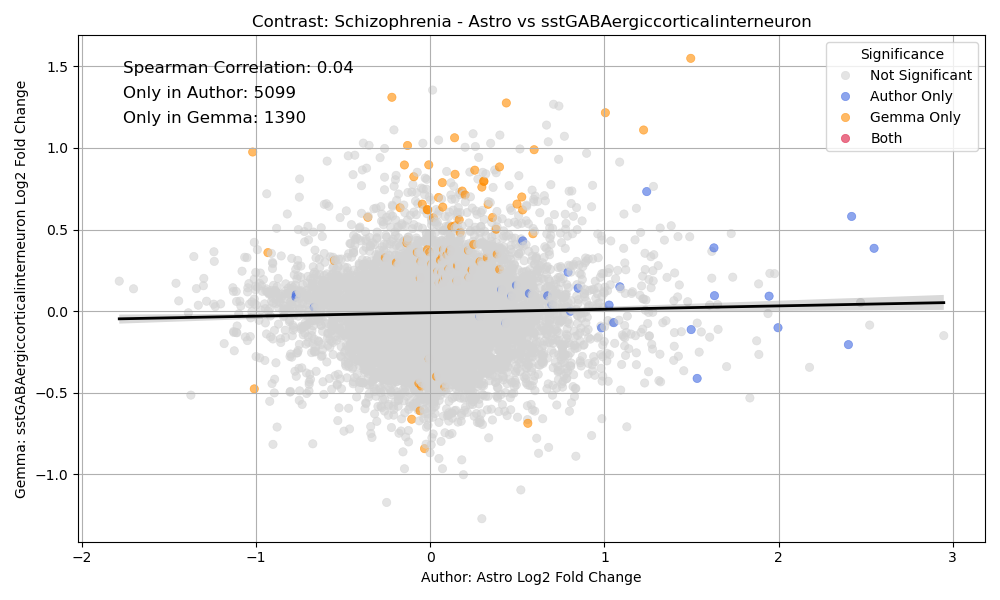 Contrast: Schizophrenia - Astro vs sstGABAergiccorticalinterneuron
Spearman Correlation: 0.04
Only in Author: 5099
Only in Gemma: 1390
Significance
Not Significant
Author Only
Gemma Only
Both
Gemma: sstGABAergiccorticalinterneuron Log2 Fold Change
1.5
1.0
0.5
0.0
−0.5
−1.0
−2 −1 0 1 2 3
Author: Astro Log2 Fold Change